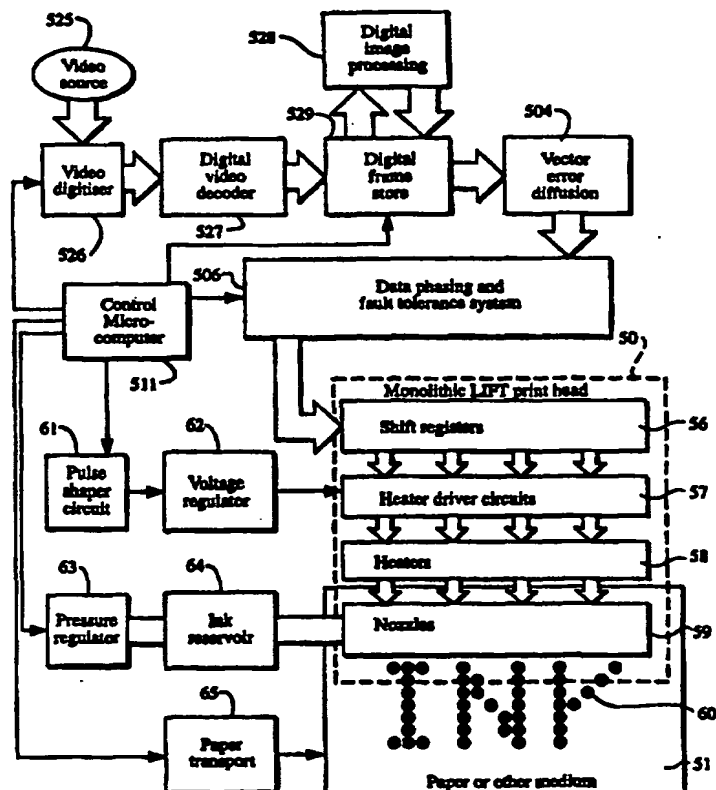 525
Video
source
528
Digital
image
processing
529
504
Video
digitiser
Digital
video
decoder
Digital
frame
store
Vector
error
diffusion
526
527
506
Data phasing and
fault tolerance system
Control
Micro-
computer
511
50
Monolithic LIFT print head
Shift registers
56
61
62
Pulse
shaper
circuit
Voltage
regulator
Heater driver circuits
57
Heaters
58
63
64
Pressure
regulator
Ink
reservoir
Nozzles
59
INK
60
65
Paper
transport
51
Paper or other medium